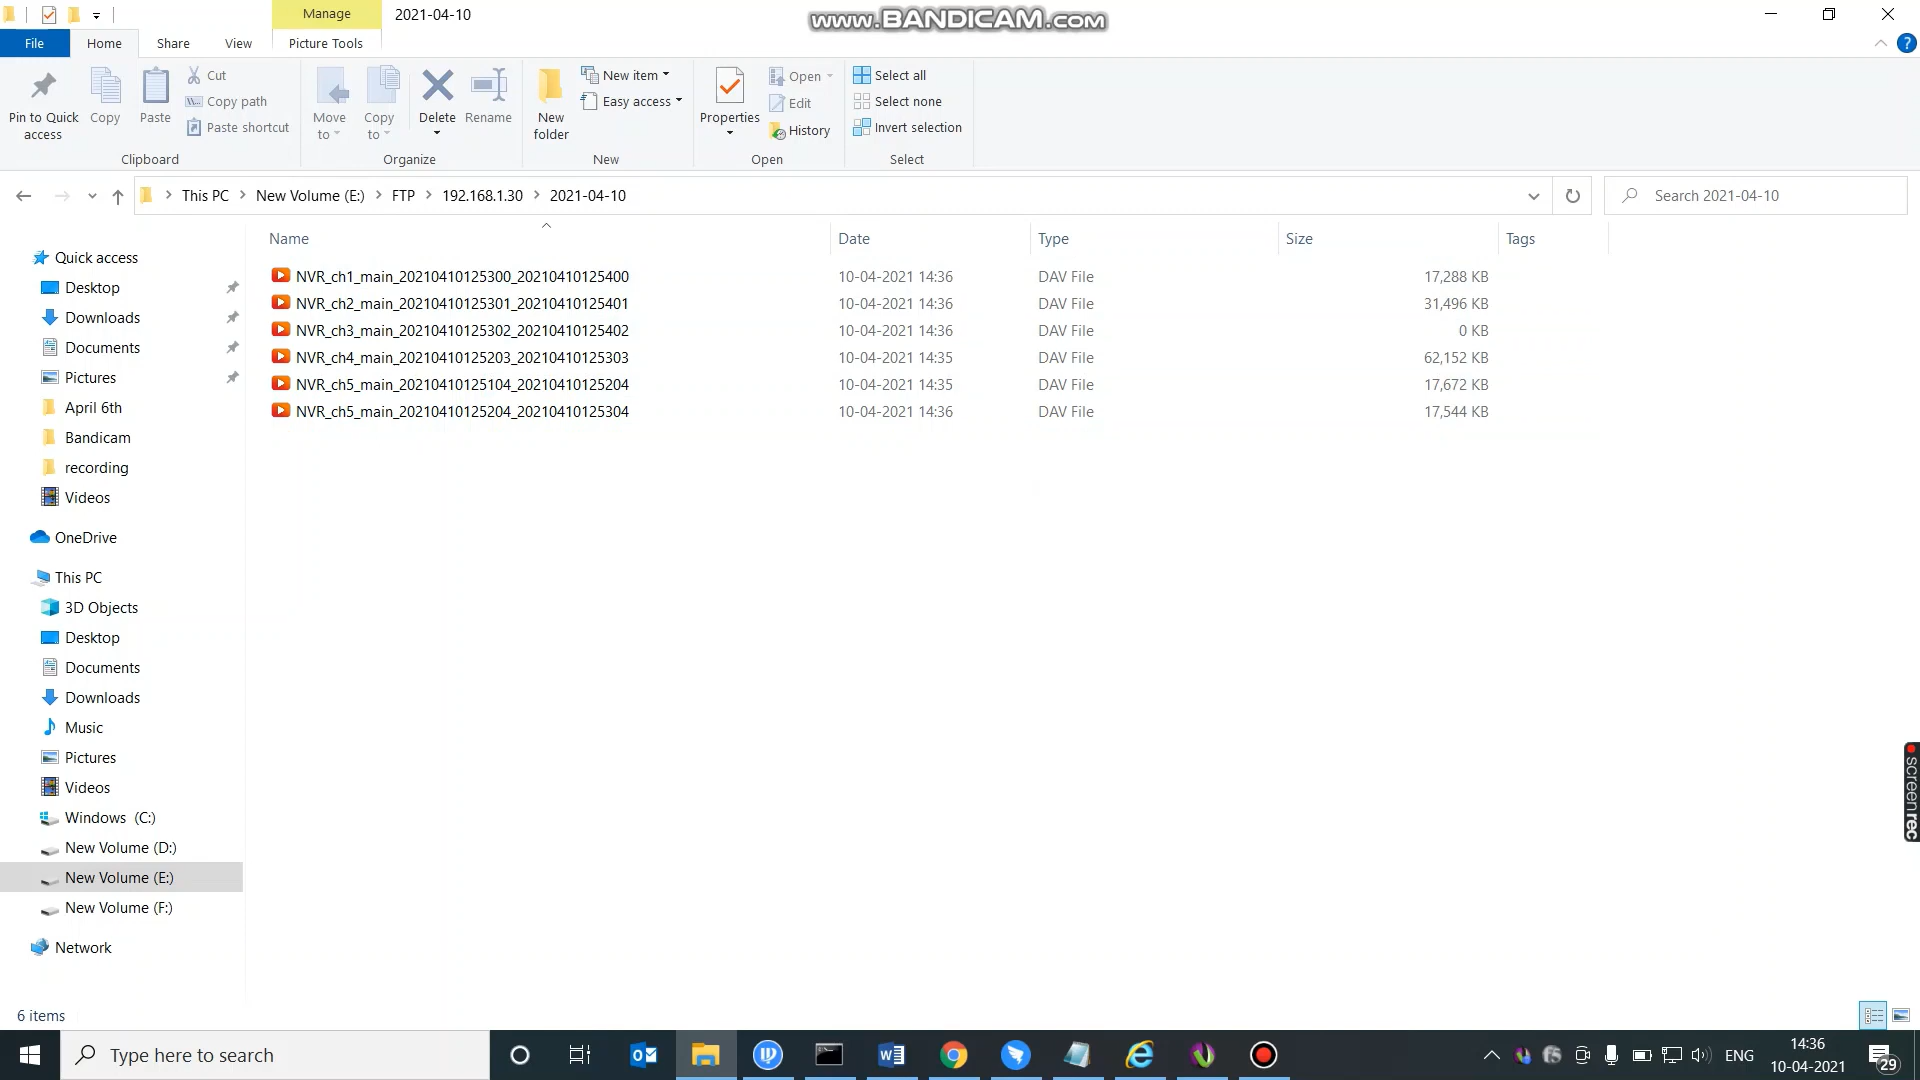 Manage
2021-04-10
www.BANDICAM.com
File
Home
Share
View
Picture Tools
Pin to Quick access
Copy
Paste
Cut
Copy path
Paste shortcut
Clipboard
Move to
Copy to
Delete
Rename
Organize
New folder
New item
Easy access
New
Properties
Open
Edit
History
Open
Select all
Select none
Invert selection
Select
This PC > New Volume (E:) > FTP > 192.168.1.30 > 2021-04-10
Search 2021-04-10
Name Date Type Size Tags
NVR_ch1_main_20210410125300_20210410125400 10-04-2021 14:36 DAV File 17,288 KB
NVR_ch2_main_20210410125301_20210410125401 10-04-2021 14:36 DAV File 31,496 KB
NVR_ch3_main_20210410125302_20210410125402 10-04-2021 14:36 DAV File 0 KB
NVR_ch4_main_20210410125203_20210410125303 10-04-2021 14:35 DAV File 62,152 KB
NVR_ch5_main_20210410125104_20210410125204 10-04-2021 14:35 DAV File 17,672 KB
NVR_ch5_main_20210410125204_20210410125304 10-04-2021 14:36 DAV File 17,544 KB
Quick access
Desktop
Downloads
Documents
Pictures
April 6th
Bandicam
recording
Videos
OneDrive
This PC
3D Objects
Desktop
Documents
Downloads
Music
Pictures
Videos
Windows (C:)
New Volume (D:)
New Volume (E:)
New Volume (F:)
Network
screenrec
6 items
Type here to search
ENG
14:36
10-04-2021
29